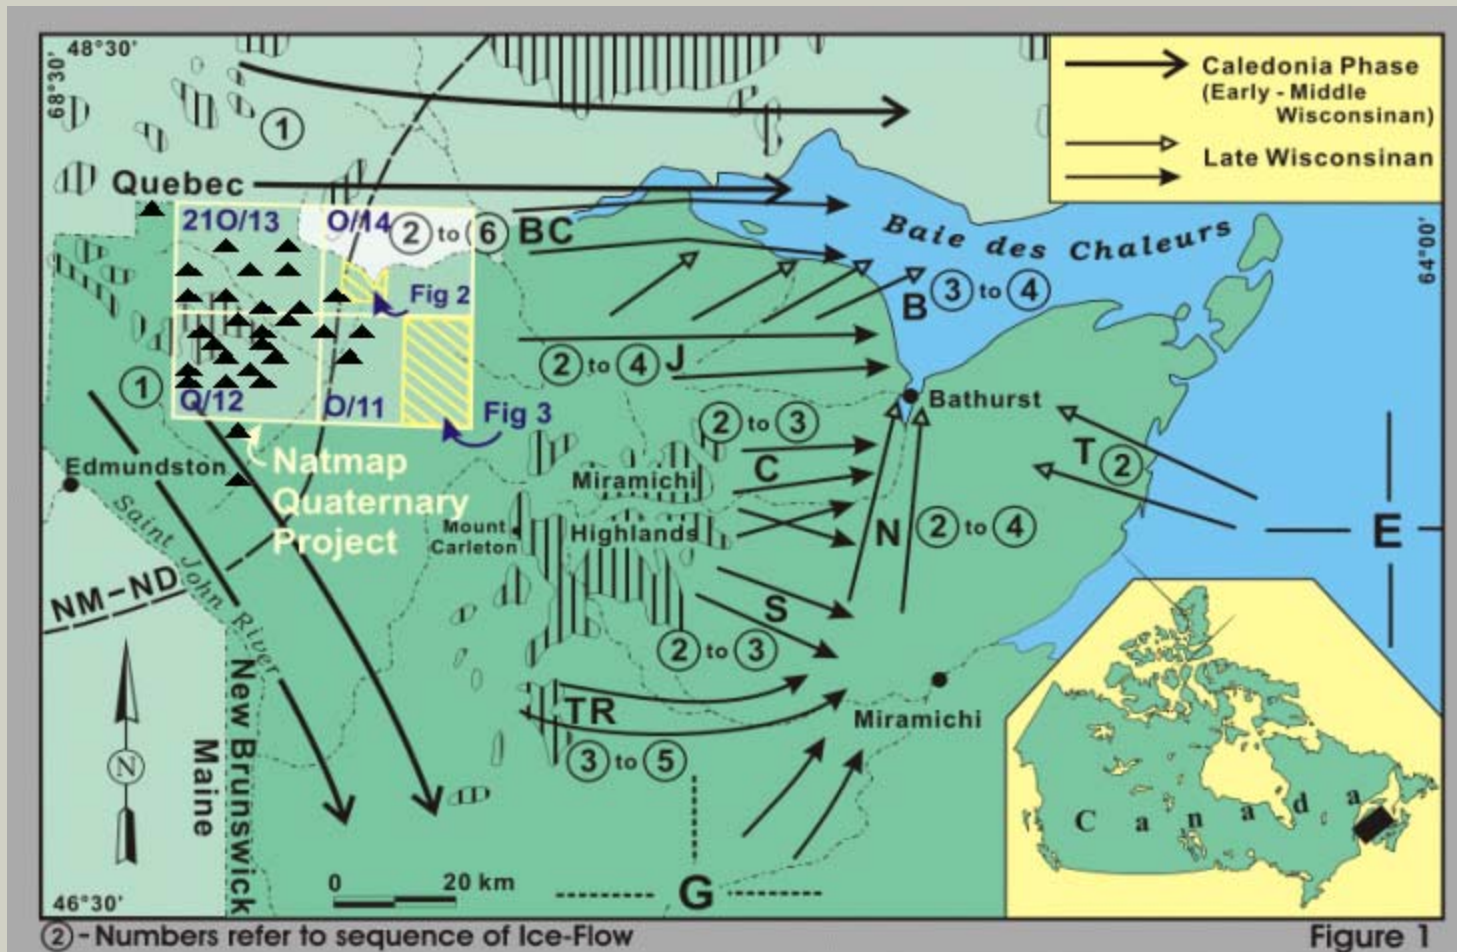 48°30'
68°30'
Caledonia Phase
(Early - Middle
Wisconsinan)
Late Wisconsinan
1
Quebec
21O/13
O/14
2 to 6
BC
Baie des Chaleurs
64°00'
Fig 2
B
3 to 4
2 to 4
J
1
Q/12
O/11
Fig 3
Bathurst
2 to 3
T 2
C
Edmundston
Natmap
Quaternary
Project
Miramichi
Highlands
Mount
Carleton
N
2 to 4
E
Saint John River
NM-ND
S
2 to 3
TR
3 to 5
Miramichi
New Brunswick
Maine
N
Canada
0 20 km
G
46°30'
2 - Numbers refer to sequence of Ice-Flow
Figure 1